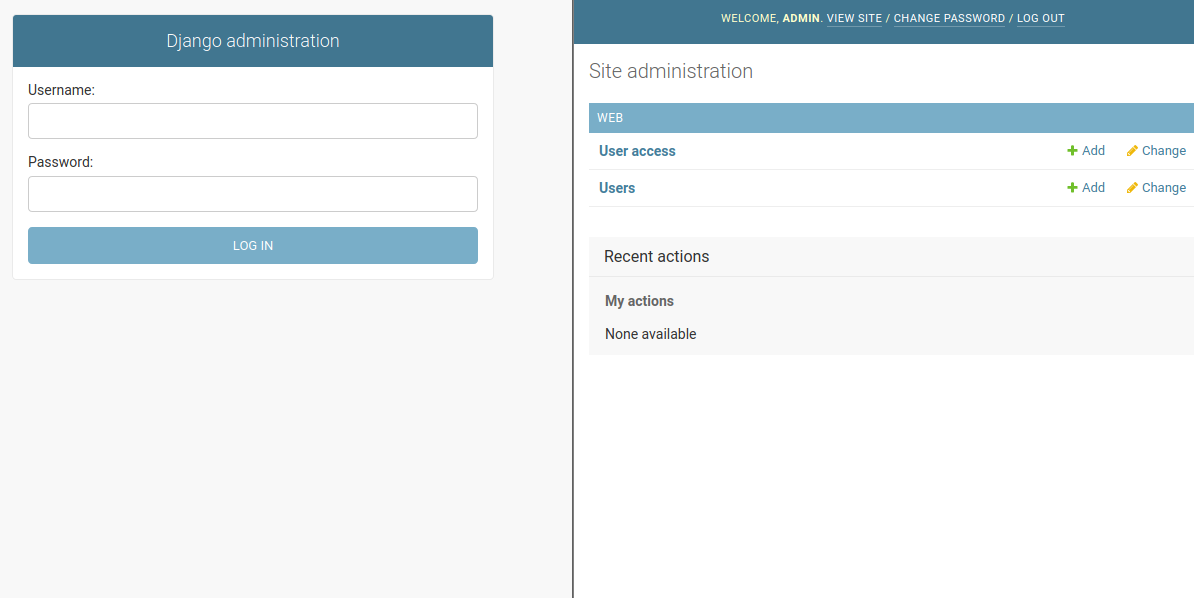 Django administration
Username:
Password:
LOG IN
WELCOME, ADMIN. VIEW SITE / CHANGE PASSWORD / LOG OUT
Site administration
WEB
User access Add Change
Users Add Change
Recent actions
My actions
None available